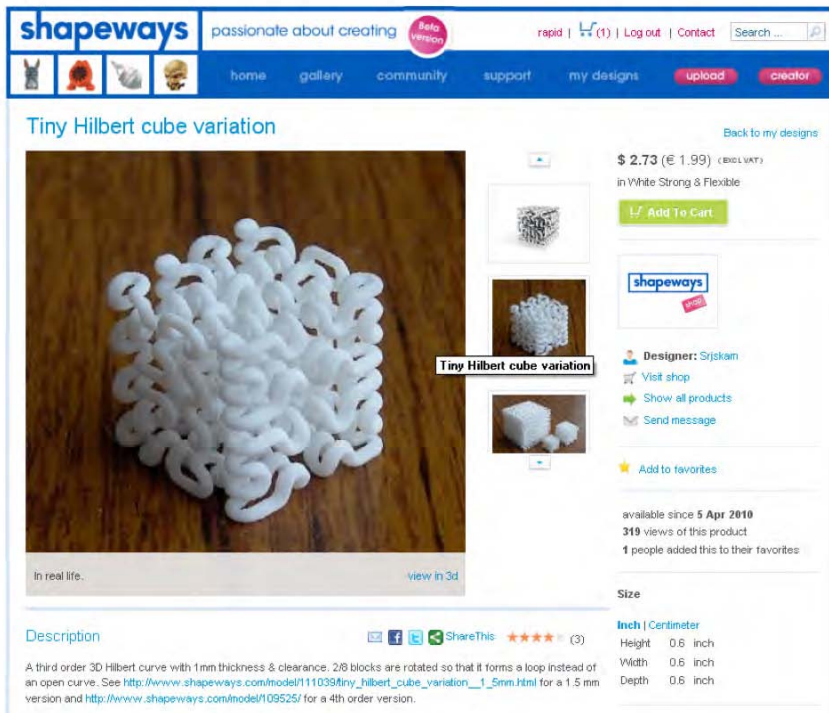 shapeways
passionate about creating
Beta
version
rapid | (1) | Log out | Contact
Search ...
home gallery community support my designs upload creator
Tiny Hilbert cube variation
Back to my designs
$ 2.73 (€ 1.99) (EXCL VAT)
in White Strong & Flexible
Add To Cart
shapeways
shop
Tiny Hilbert cube variation
Designer: Srjskam
Visit shop
Show all products
Send message
Add to favorites
available since 5 Apr 2010
319 views of this product
1 people added this to their favorites
In real life.
view in 3d
Size
Inch | Centimeter
Height 0.6 inch
Width 0.6 inch
Depth 0.6 inch
Description
ShareThis
(3)
A third order 3D Hilbert curve with 1mm thickness & clearance. 2/8 blocks are rotated so that it forms a loop instead of
an open curve. See http://www.shapeways.com/model/111039/tiny_hilbert_cube_variation__1_5mm.html for a 1.5 mm
version and http://www.shapeways.com/model/109525/ for a 4th order version.